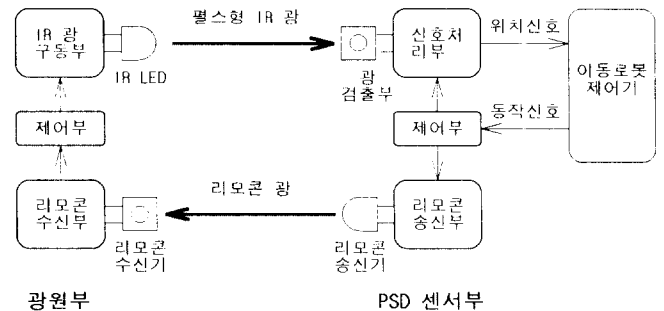 펄스형 IR 광
IR 광
구동부
IR LED
광
검출부
신호처
리부
위치신호
이동로봇
제어기
동작신호
제어부
제어부
리모콘
수신부
리모콘 광
리모콘
수신기
리모콘
송신기
리모콘
송신부
광원부
PSD 센서부